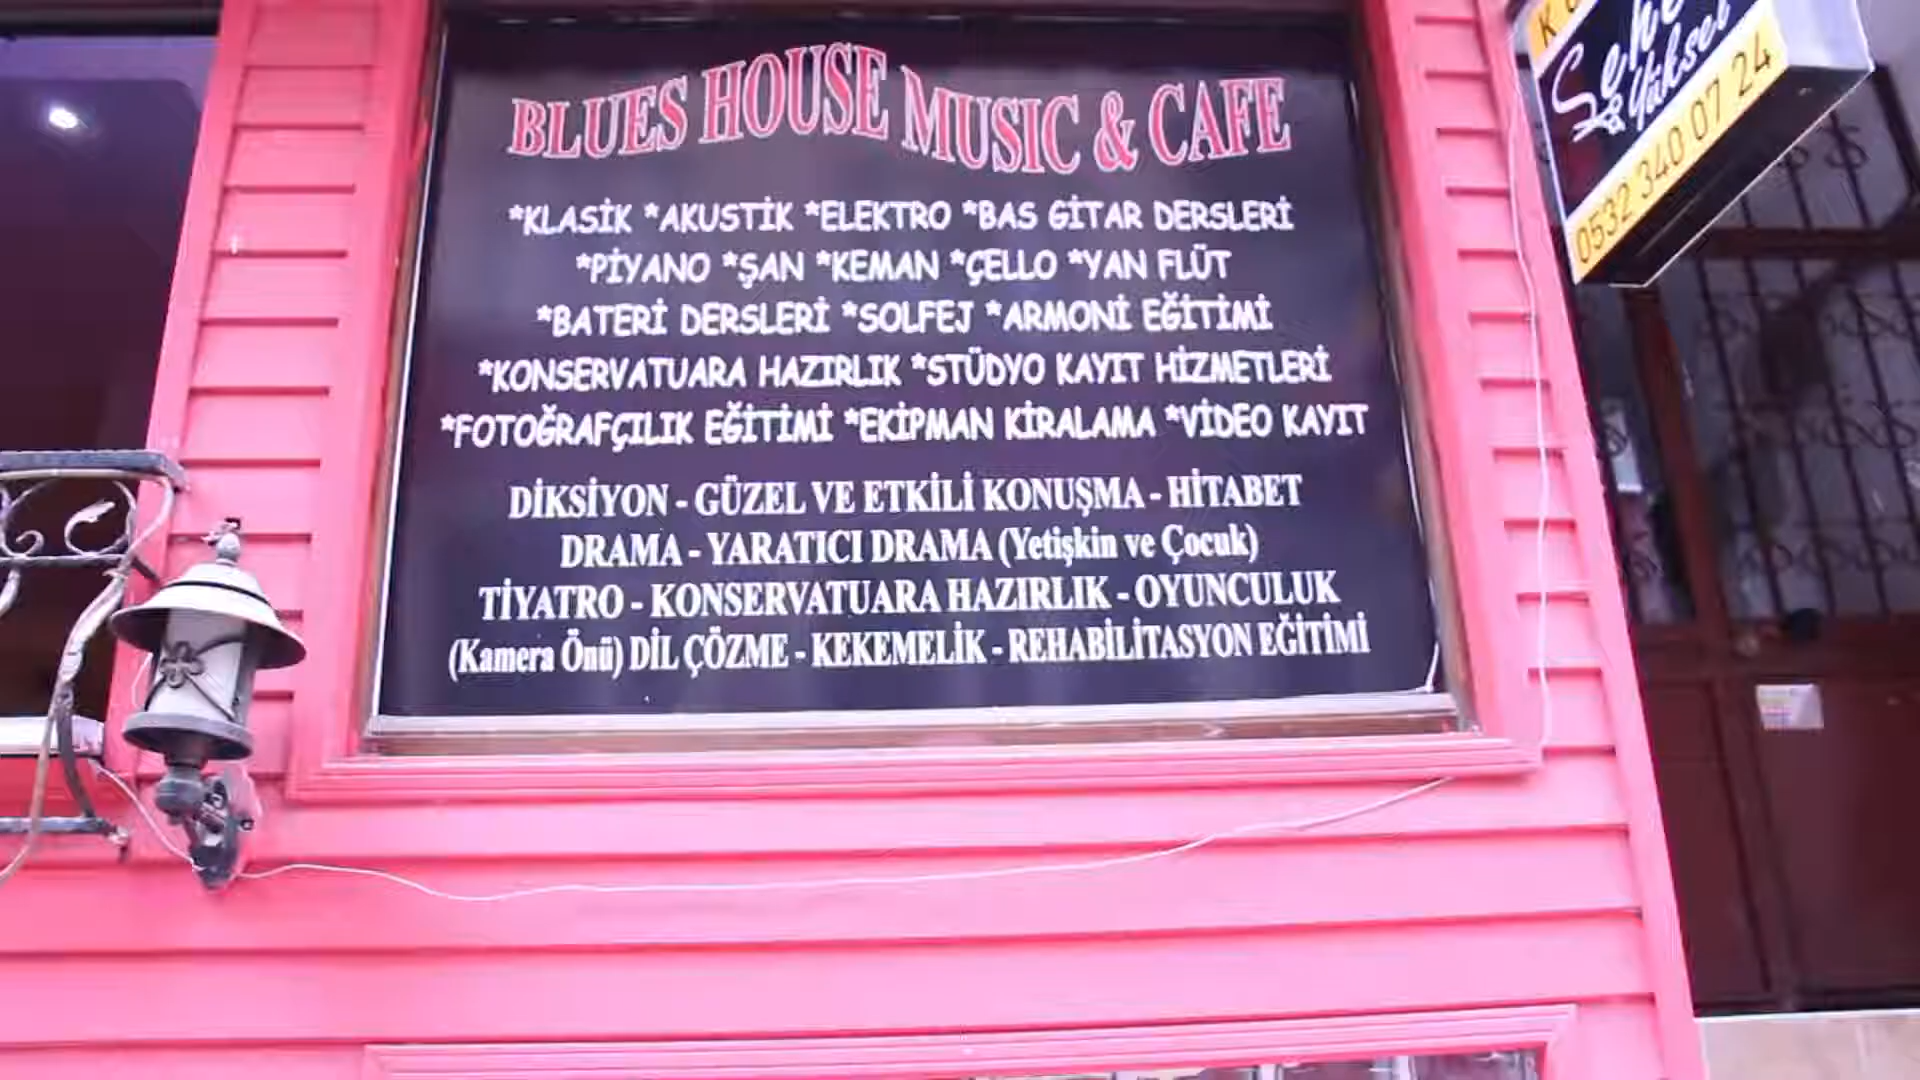 BLUES HOUSE MUSIC & CAFE
*KLASİK *AKUSTİK *ELEKTRO *BAS GİTAR DERSLERİ
*PİYANO *ŞAN *KEMAN *ÇELLO *YAN FLÜT
*BATERİ DERSLERİ *SOLFEJ *ARMONİ EĞİTİMİ
*KONSERVATUARA HAZIRLIK *STÜDYO KAYIT HİZMETLERİ
*FOTOĞRAFÇILIK EĞİTİMİ *EKİPMAN KİRALAMA *VİDEO KAYIT
DİKSİYON - GÜZEL VE ETKİLİ KONUŞMA - HİTABET
DRAMA - YARATICI DRAMA (Yetişkin ve Çocuk)
TİYATRO - KONSERVATUARA HAZIRLIK - OYUNCULUK
(Kamera Önü) DİL ÇÖZME - KEKEMELİK - REHABİLİTASYON EĞİTİMİ
Yüksel
0532 340 07 24